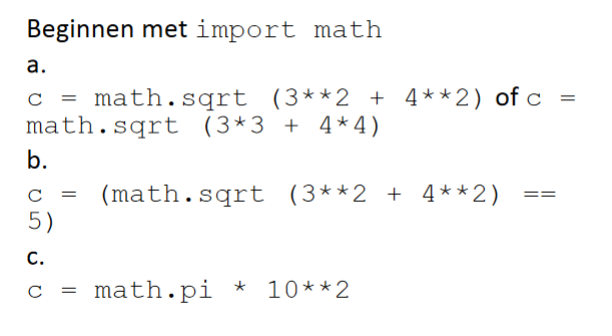 Beginnen met import math
a.
c = math.sqrt (3**2 + 4**2) of c =
math.sqrt (3*3 + 4*4)
b.
c = (math.sqrt (3**2 + 4**2) ==
5)
c.
c = math.pi * 10**2